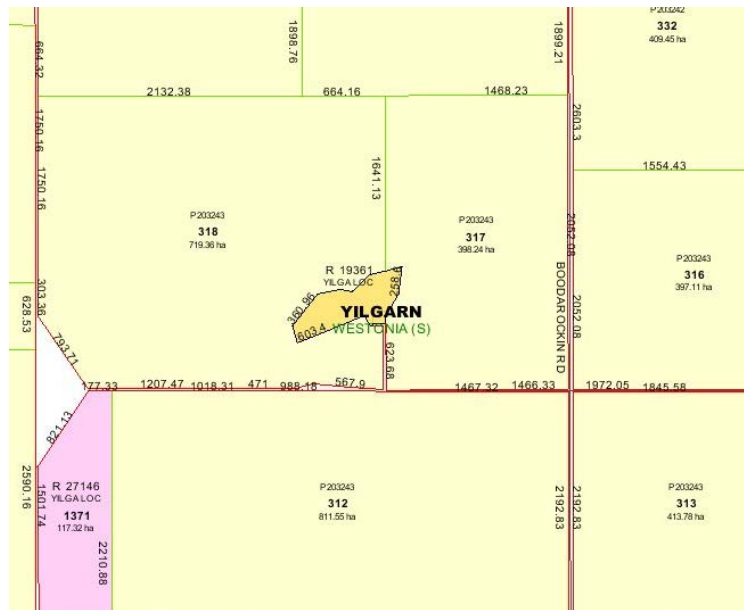 P203242
332
409.45 ha
664.32
1898.76
1899.21
2132.38
664.16
1468.23
1750.16
2603.3
1750.16
1641.13
1554.43
P203243
318
719.36 ha
P203243
317
398.24 ha
2052.08
P203243
316
397.11 ha
R 19361
YILGA LOC
258.6
303.36
628.53
360.96
YILGARN
WESTONIA (S)
603.4
BOODAROCKIN RD
2052.08
793.71
623.68
177.33
1207.47
1018.31
471
988.18
567.9
1467.32
1466.33
1972.05
1845.58
821.13
2590.16
1501.74
R 27146
YILGA LOC
1371
117.32 ha
2210.88
P203243
312
811.55 ha
2192.83
2192.83
P203243
313
413.78 ha